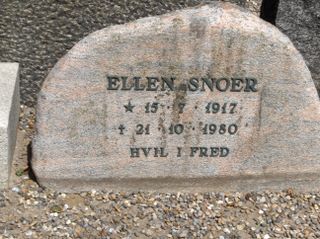 ELLEN SNOER
★ 15 · 7 · 1917
✝ 21 · 10 · 1980
HVIL I FRED